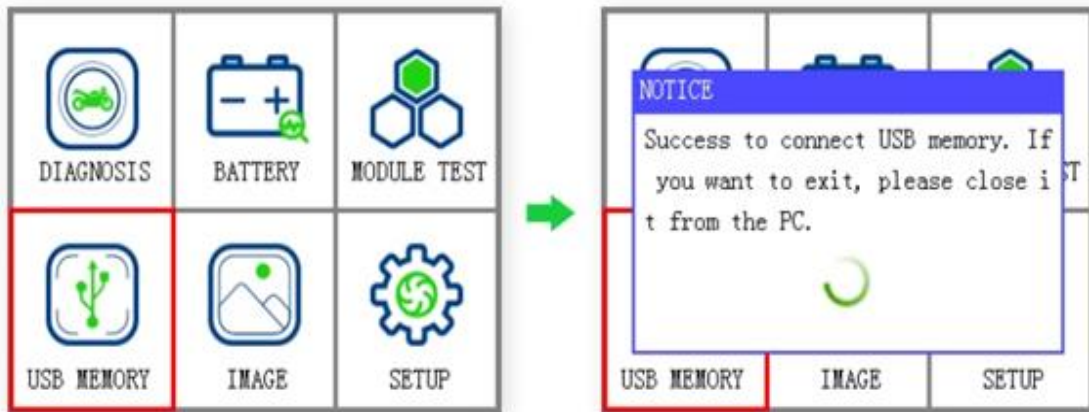 DIAGNOSIS
BATTERY
MODULE TEST
USB MEMORY
IMAGE
SETUP
NOTICE
Success to connect USB memory. If
you want to exit, please close i
t from the PC.
ST
USB MEMORY
IMAGE
SETUP